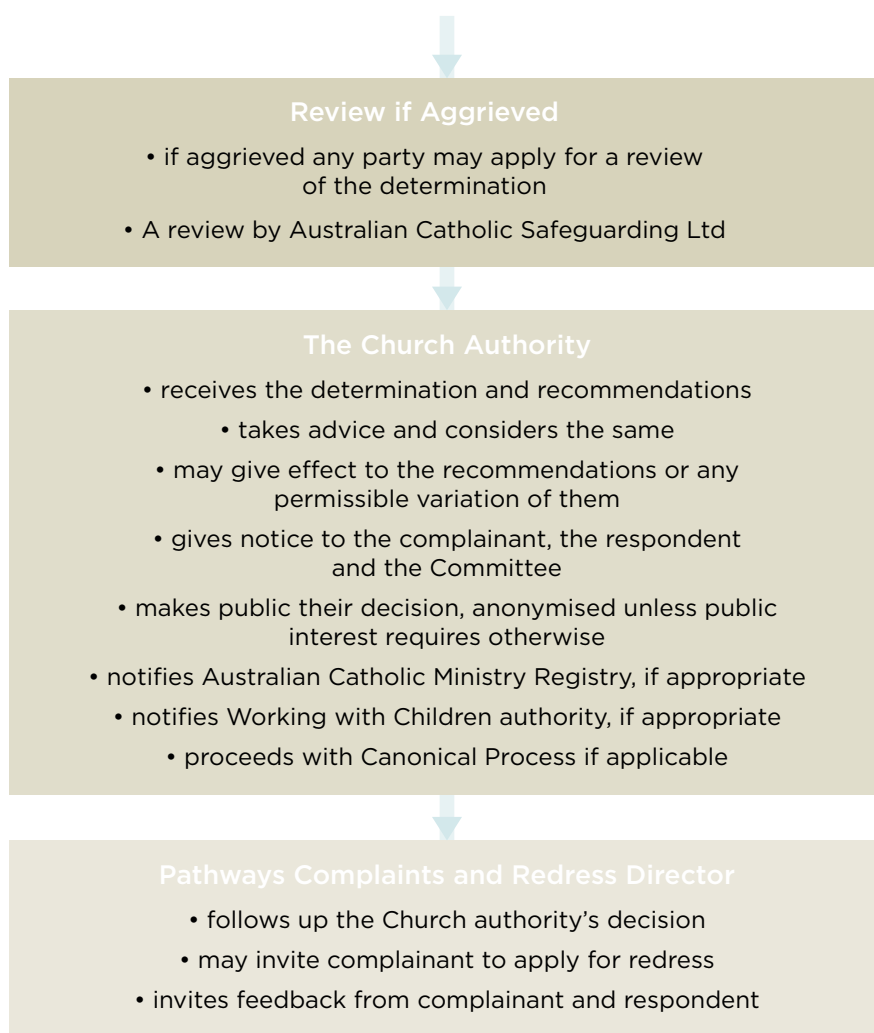 Review if Aggrieved
• if aggrieved any party may apply for a review
of the determination
• A review by Australian Catholic Safeguarding Ltd
The Church Authority
• receives the determination and recommendations
• takes advice and considers the same
• may give effect to the recommendations or any
permissible variation of them
• gives notice to the complainant, the respondent
and the Committee
• makes public their decision, anonymised unless public
interest requires otherwise
• notifies Australian Catholic Ministry Registry, if appropriate
• notifies Working with Children authority, if appropriate
• proceeds with Canonical Process if applicable
Pathways Complaints and Redress Director
• follows up the Church authority’s decision
• may invite complainant to apply for redress
• invites feedback from complainant and respondent